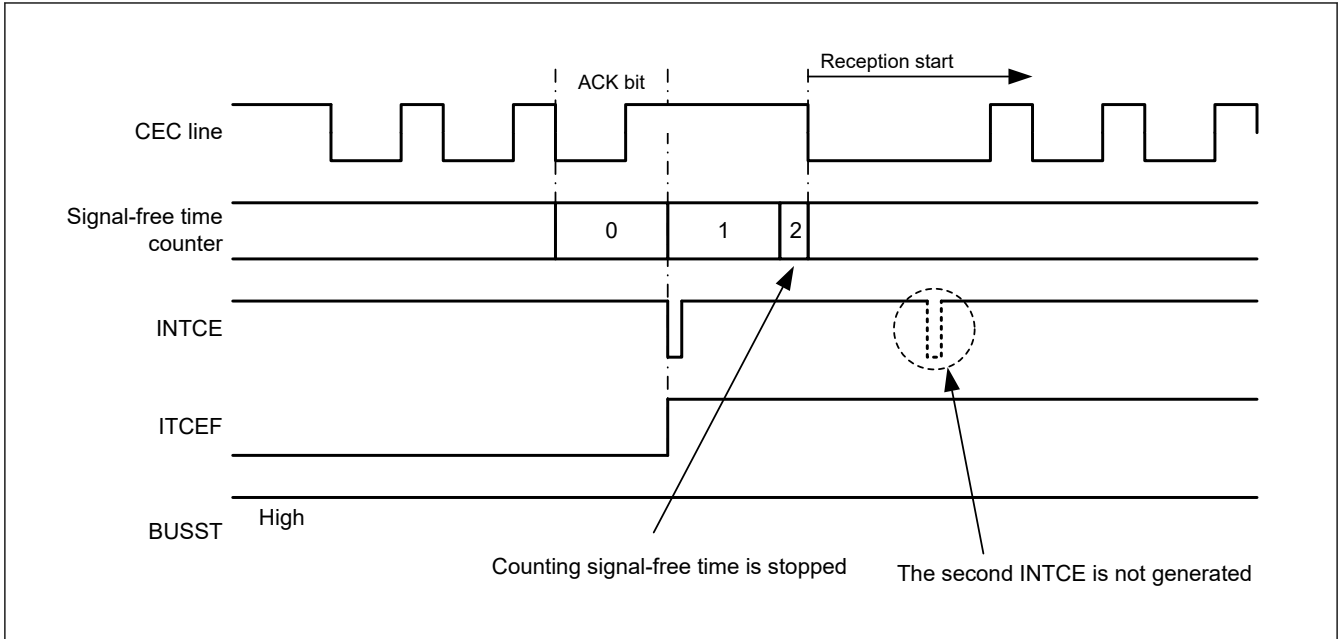 Reception start
ACK bit
CEC line
Signal-free time
counter
0
1
2
INTCE
ITCEF
High
BUSST
Counting signal-free time is stopped
The second INTCE is not generated